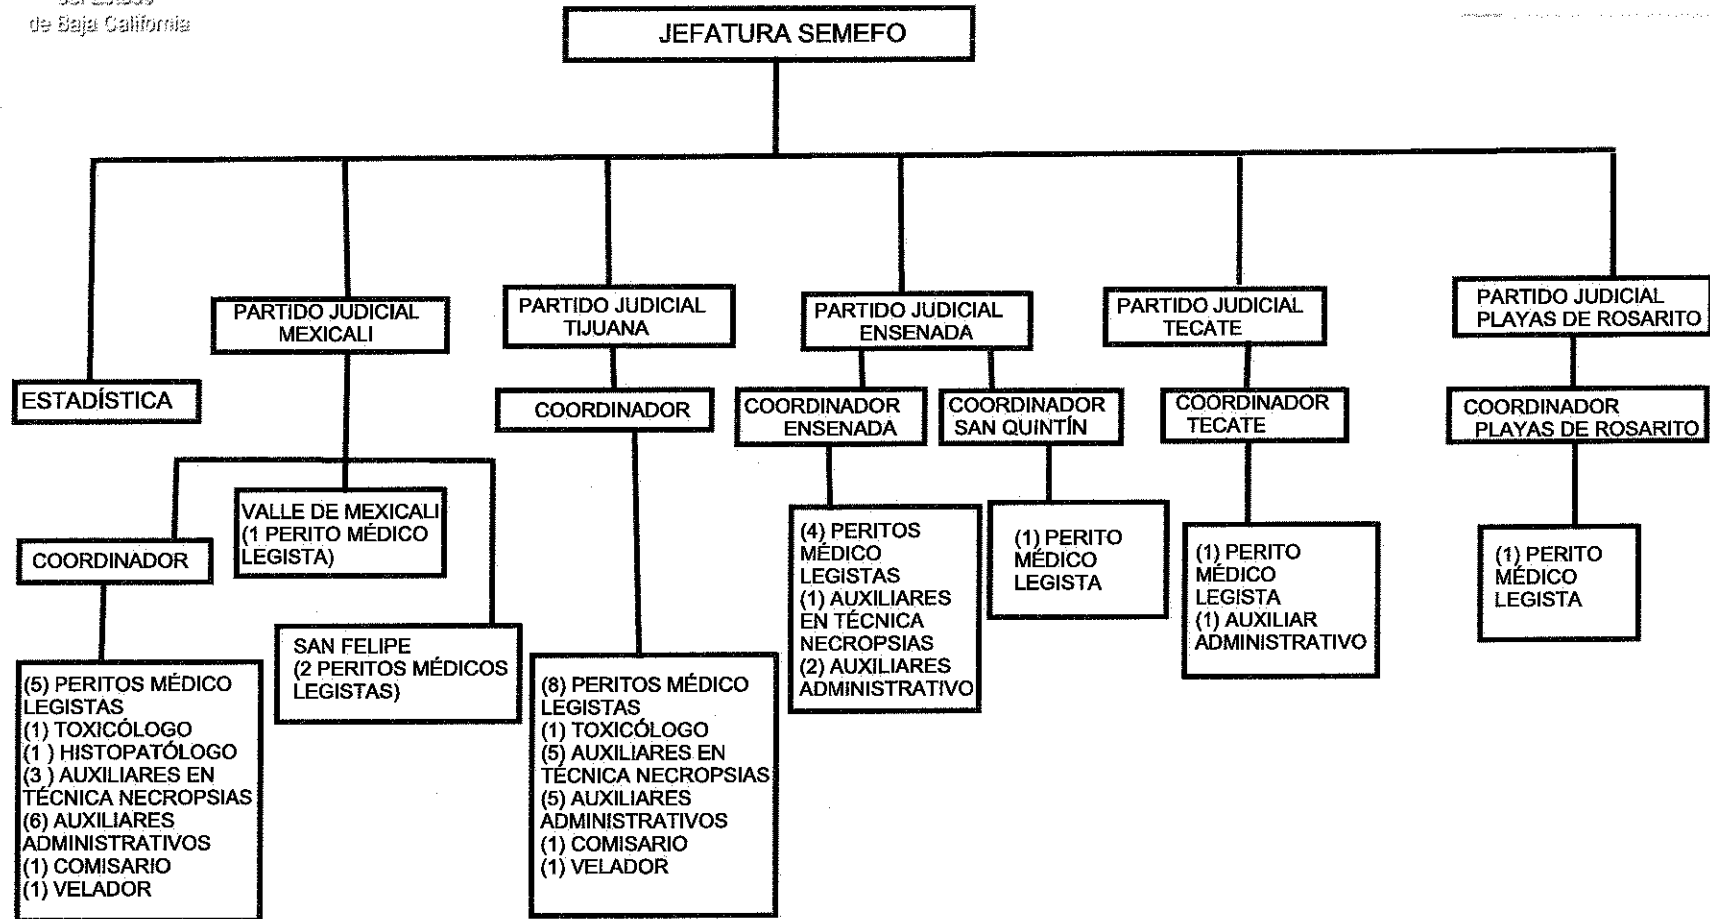 de Baja California
JEFATURA SEMEFO
PARTIDO JUDICIAL
MEXICALI
PARTIDO JUDICIAL
TIJUANA
PARTIDO JUDICIAL
ENSENADA
PARTIDO JUDICIAL
TECATE
PARTIDO JUDICIAL
PLAYAS DE ROSARITO
ESTADÍSTICA
COORDINADOR
COORDINADOR
ENSENADA
COORDINADOR
SAN QUINTÍN
COORDINADOR
TECATE
COORDINADOR
PLAYAS DE ROSARITO
COORDINADOR
VALLE DE MEXICALI
(1 PERITO MÉDICO
LEGISTA)
SAN FELIPE
(2 PERITOS MÉDICOS
LEGISTAS)
(5) PERITOS MÉDICO
LEGISTAS
(1) TOXICÓLOGO
(1 ) HISTOPATÓLOGO
(3 ) AUXILIARES EN
TÉCNICA NECROPSIAS
(6) AUXILIARES
ADMINISTRATIVOS
(1) COMISARIO
(1) VELADOR
(8) PERITOS MÉDICO
LEGISTAS
(1) TOXICÓLOGO
(5) AUXILIARES EN
TÉCNICA NECROPSIAS
(5) AUXILIARES
ADMINISTRATIVOS
(1) COMISARIO
(1) VELADOR
(4) PERITOS
MÉDICO
LEGISTAS
(1) AUXILIARES
EN TÉCNICA
NECROPSIAS
(2) AUXILIARES
ADMINISTRATIVO
(1) PERITO
MÉDICO
LEGISTA
(1) PERITO
MÉDICO
LEGISTA
(1) AUXILIAR
ADMINISTRATIVO
(1) PERITO
MÉDICO
LEGISTA